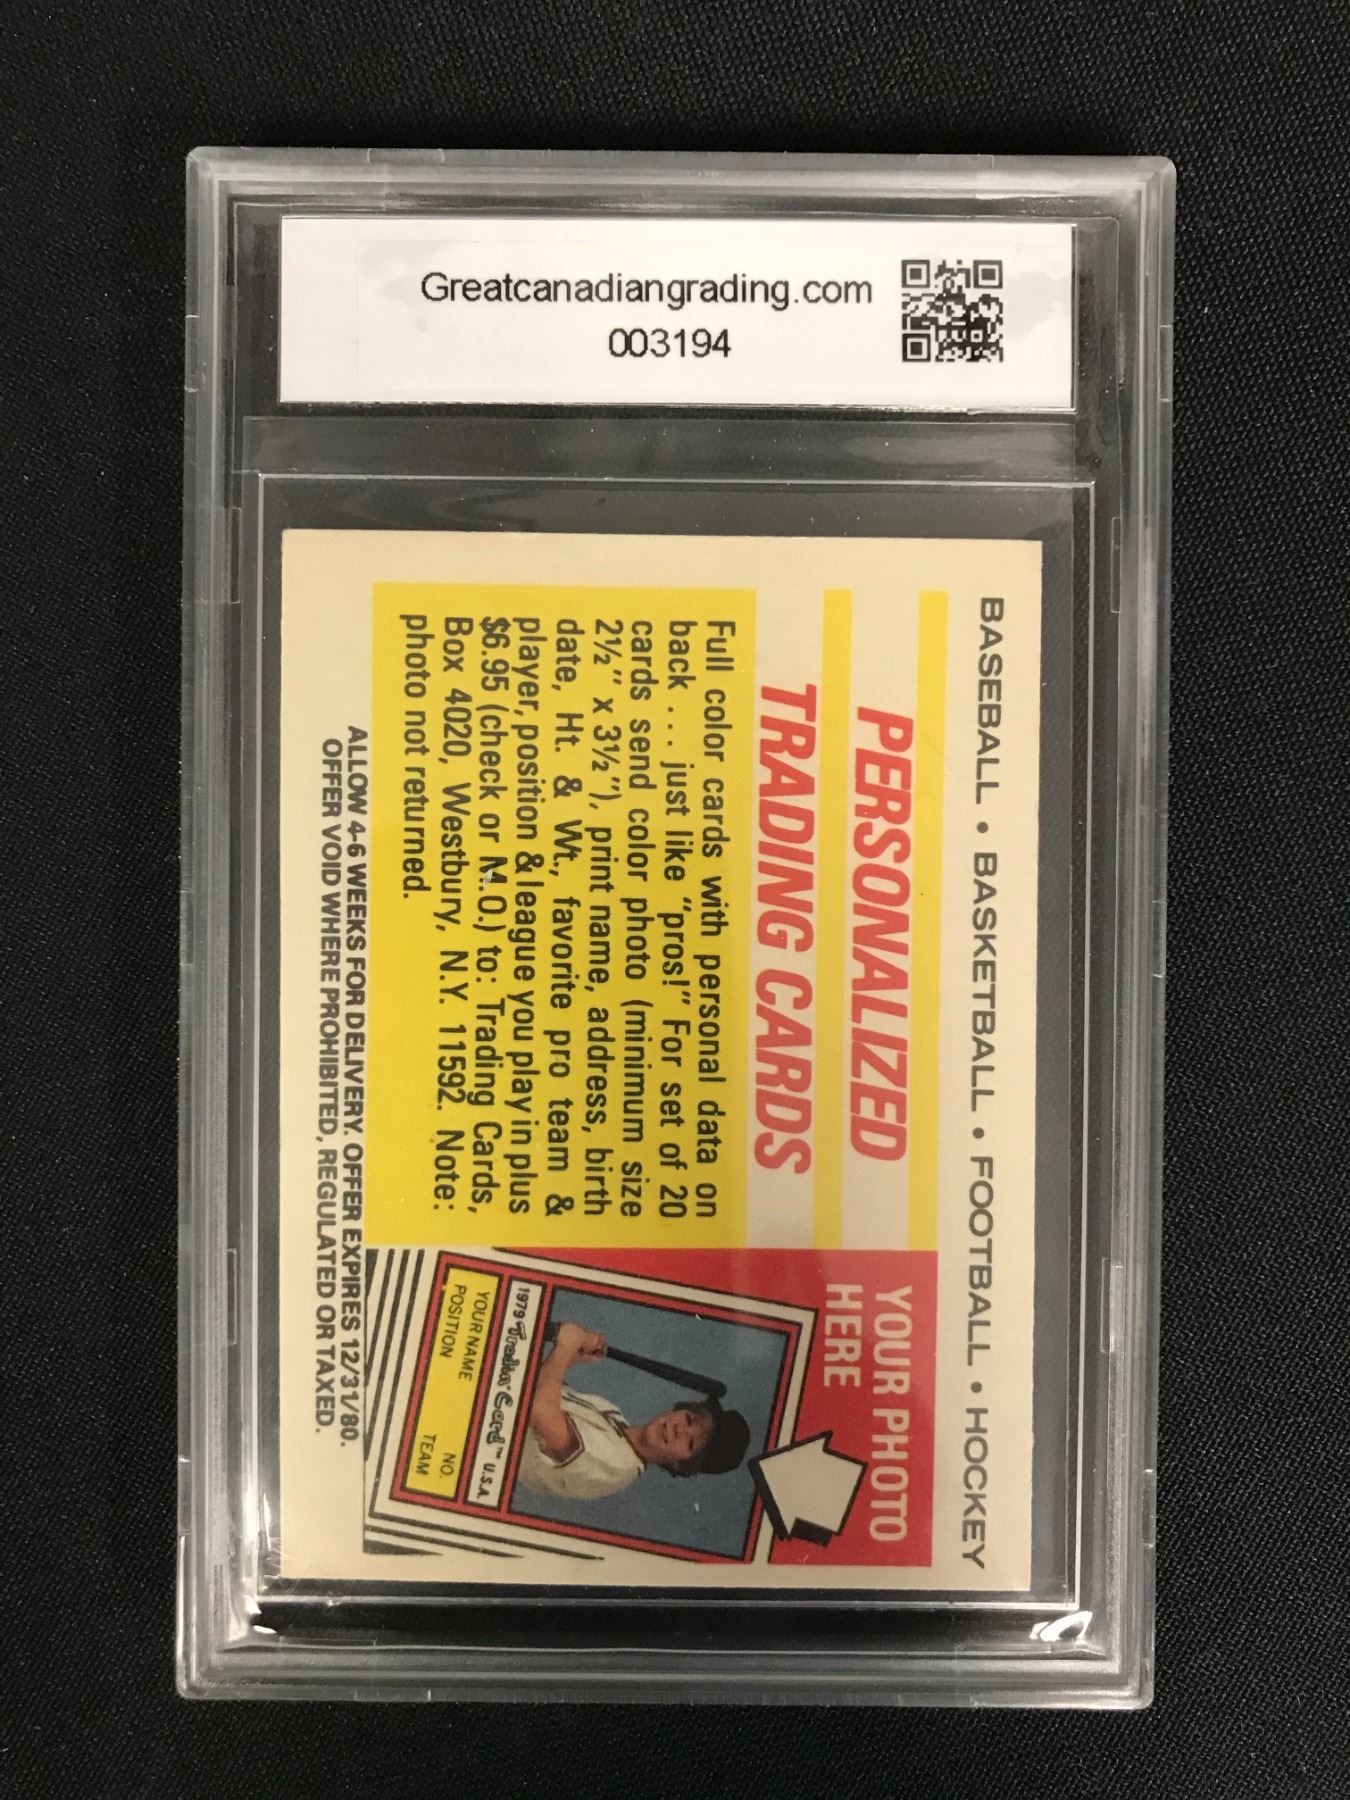 Greatcanadiangrading.com
003194
BASEBALL • BASKETBALL • FOOTBALL • HOCKEY
PERSONALIZED
TRADING CARDS
Full color cards with personal data on
back ... just like "pros!" For set of 20
cards send color photo (minimum size
2½" x 3½"), print name, address, birth
date, Ht. & Wt., favorite pro team &
player, position & league you play in plus
$6.95 (check or M.O.) to: Trading Cards,
Box 4020, Westbury, N.Y. 11592. Note:
photo not returned.
YOUR PHOTO
HERE
1979 Tradin' Card™ U.S.A.
YOUR NAME NO.
POSITION TEAM
ALLOW 4-6 WEEKS FOR DELIVERY. OFFER EXPIRES 12/31/80.
OFFER VOID WHERE PROHIBITED, REGULATED OR TAXED.